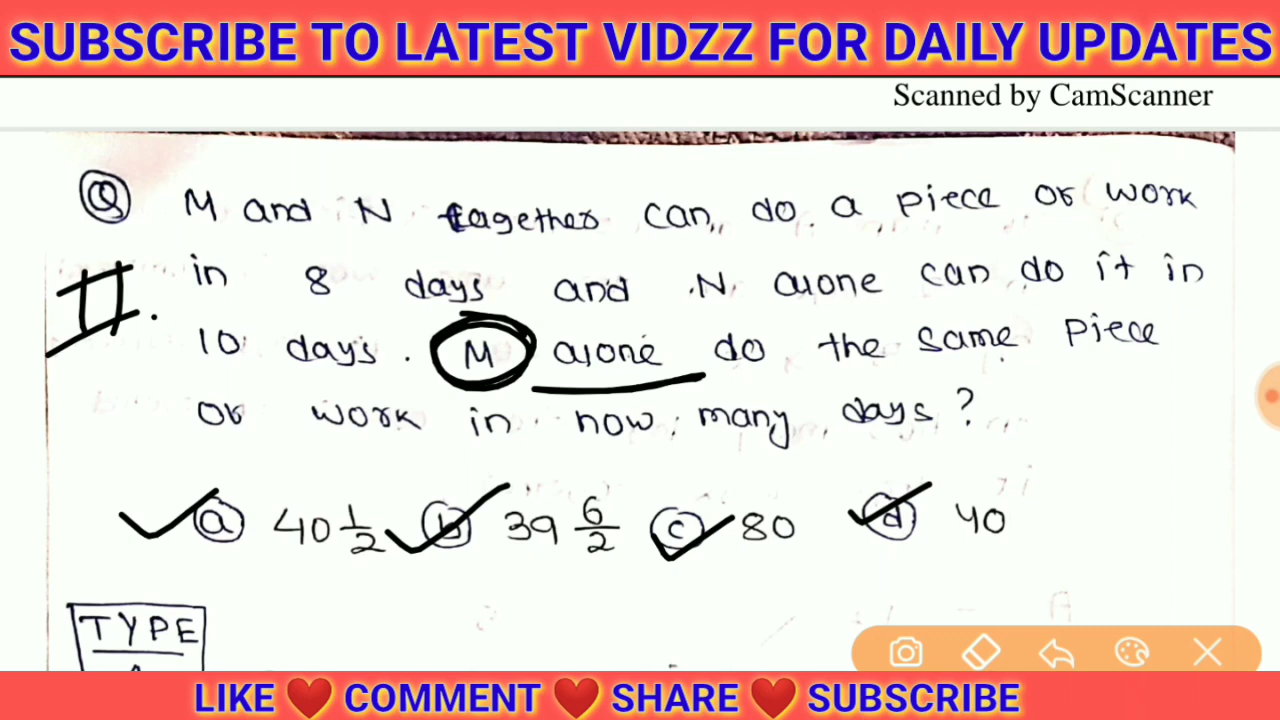 SUBSCRIBE TO LATEST VIDZZ FOR DAILY UPDATES
Scanned by CamScanner
Q M and N togethes can do a piece or work
in 8 days and N alone can do it in
10 days. M alone do the same piece
or work in how many days?
a 40 1/2 b 39 6/2 c 80 d 40
TYPE
LIKE ❤ COMMENT ❤ SHARE ❤ SUBSCRIBE